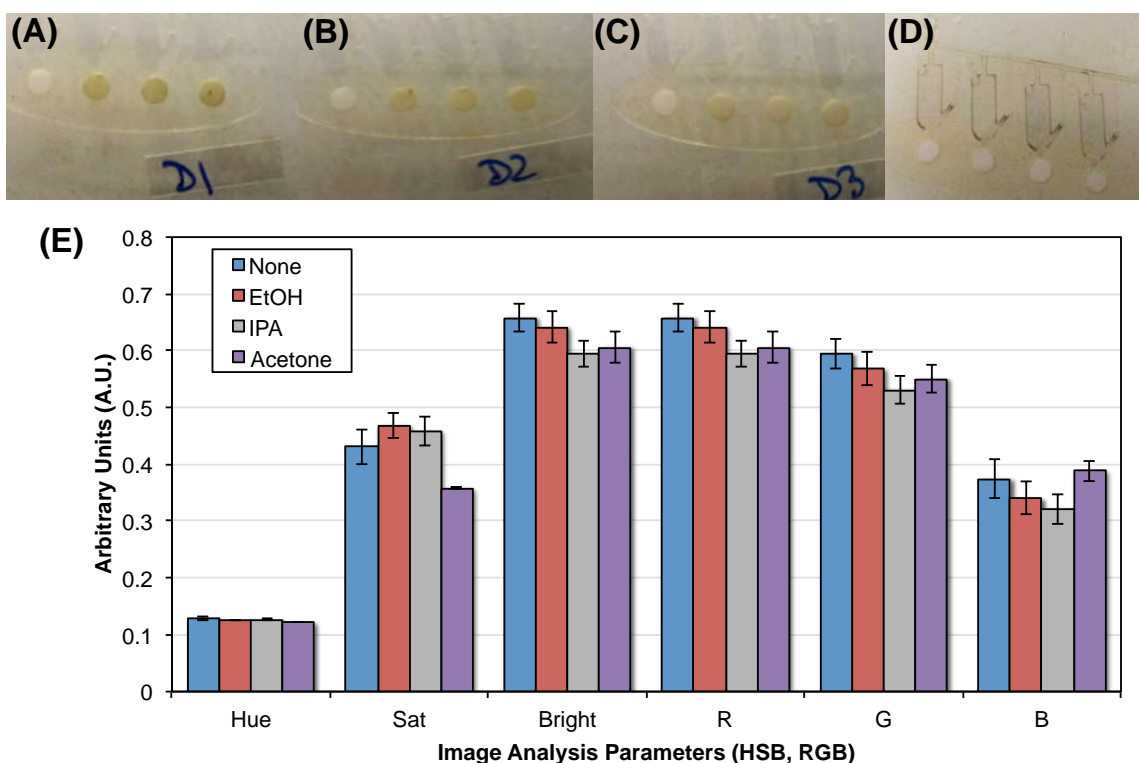 (A)
(B)
(C)
(D)
D1
D2
D3
(E)
0.8
0.7
0.6
0.5
0.4
0.3
0.2
0.1
0
Arbitrary Units (A.U.)
None
EtOH
IPA
Acetone
Hue Sat Bright R G B
Image Analysis Parameters (HSB, RGB)